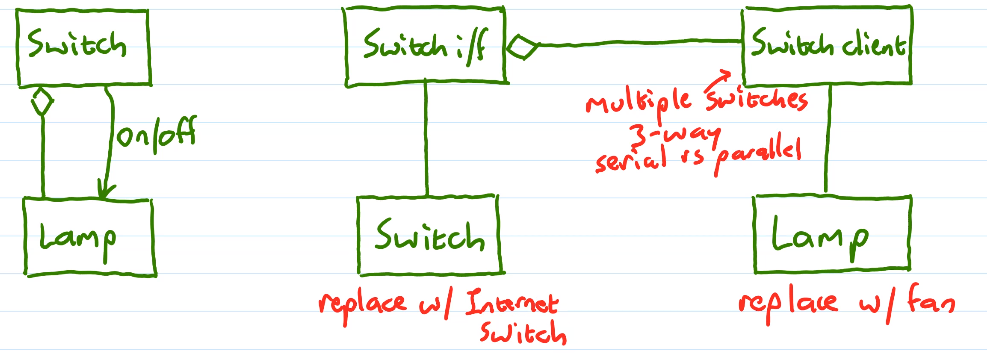 Switch
on/off
Lamp
Switch i/f
Switch client
multiple switches
3-way
serial vs parallel
Switch
Lamp
replace w/ Internet
switch
replace w/ fan